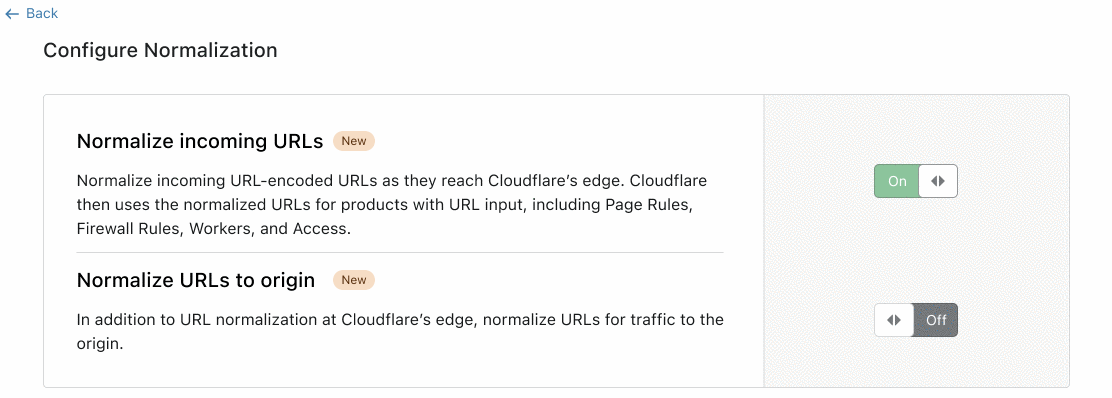 Back
Configure Normalization
Normalize incoming URLs New
Normalize incoming URL-encoded URLs as they reach Cloudflare’s edge. Cloudflare
then uses the normalized URLs for products with URL input, including Page Rules,
Firewall Rules, Workers, and Access.
On
Normalize URLs to origin New
In addition to URL normalization at Cloudflare’s edge, normalize URLs for traffic to the
origin.
Off